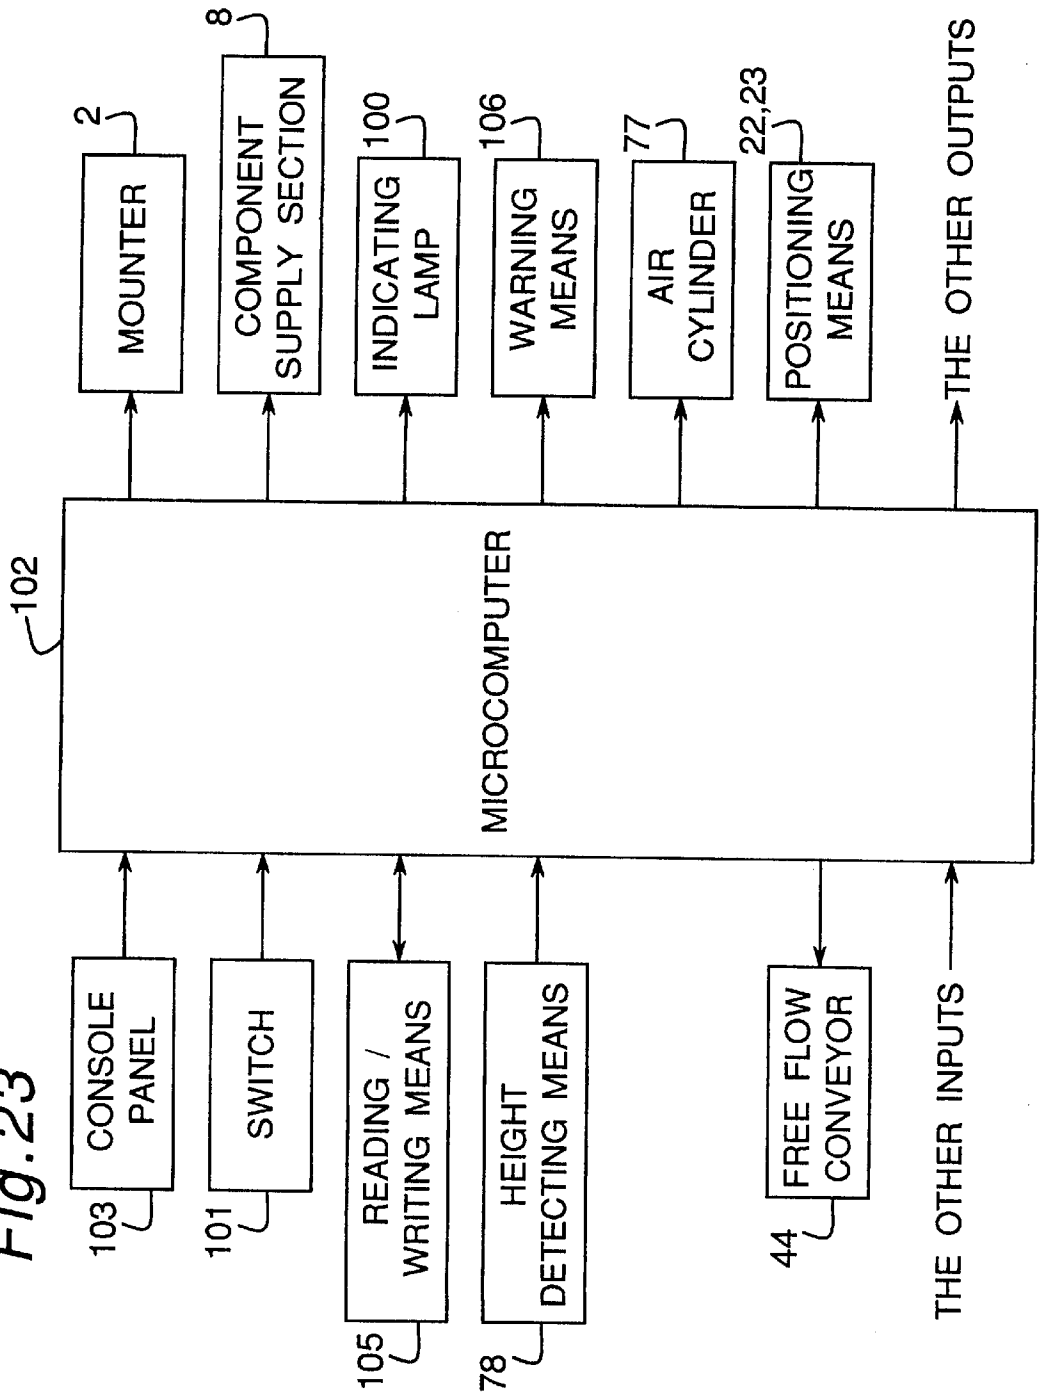 Fig.23
102
103
CONSOLE
PANEL
101
SWITCH
105
READING /
WRITING MEANS
78
HEIGHT
DETECTING MEANS
44
FREE FLOW
CONVEYOR
THE OTHER INPUTS
MICROCOMPUTER
2
MOUNTER
8
COMPONENT
SUPPLY SECTION
100
INDICATING
LAMP
106
WARNING
MEANS
77
AIR
CYLINDER
22,23
POSITIONING
MEANS
THE OTHER OUTPUTS